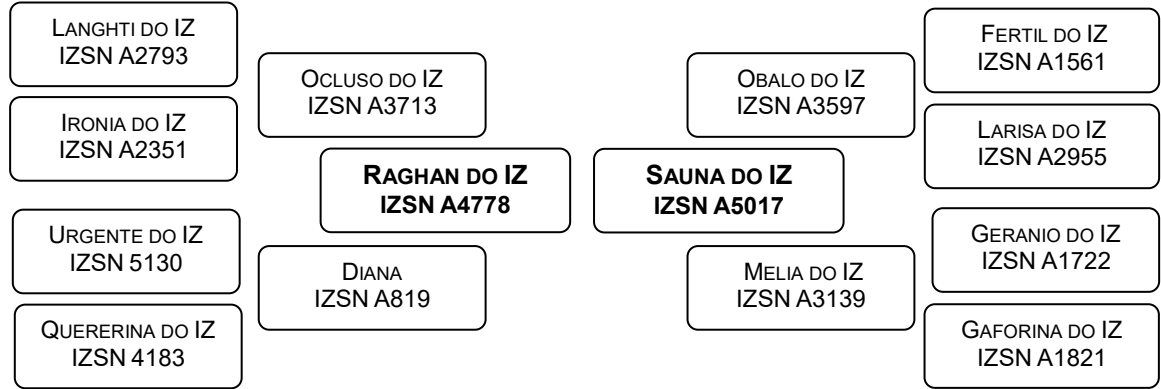 LANGHTI DO IZ
IZSN A2793
IRONIA DO IZ
IZSN A2351
URGENTE DO IZ
IZSN 5130
QUERERINA DO IZ
IZSN 4183
OCLUSO DO IZ
IZSN A3713
DIANA
IZSN A819
RAGHAN DO IZ
IZSN A4778
SAUNA DO IZ
IZSN A5017
OBALO DO IZ
IZSN A3597
MELIA DO IZ
IZSN A3139
FERTIL DO IZ
IZSN A1561
LARISA DO IZ
IZSN A2955
GERANIO DO IZ
IZSN A1722
GAFORINA DO IZ
IZSN A1821